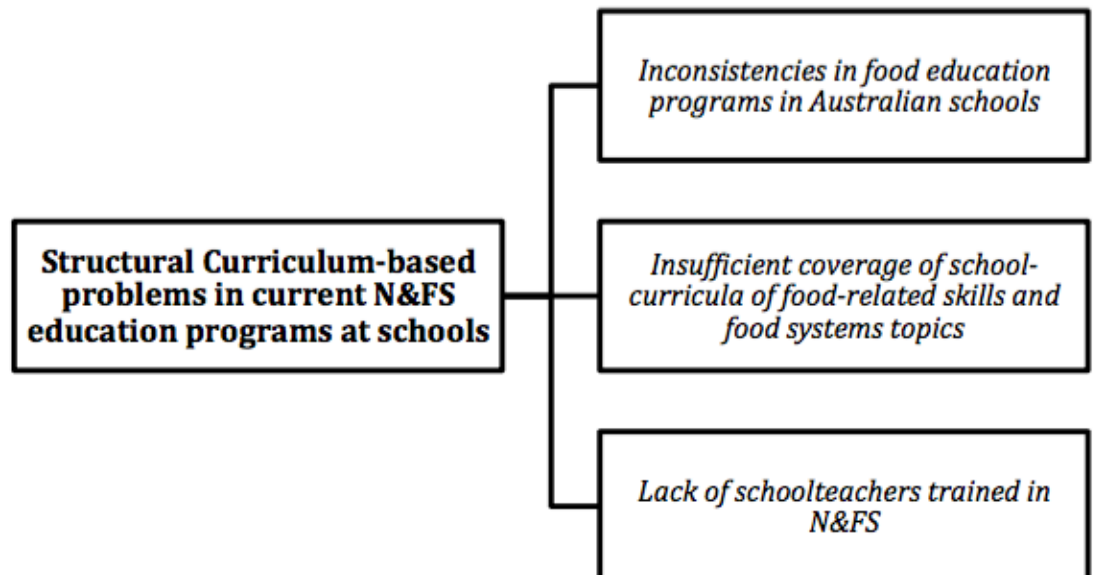 Inconsistencies in food education
programs in Australian schools
Structural Curriculum-based
problems in current N&FS
education programs at schools
Insufficient coverage of school-
curricula of food-related skills and
food systems topics
Lack of schoolteachers trained in
N&FS